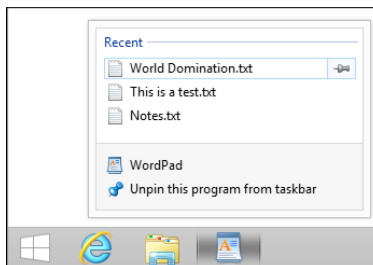 Recent
World Domination.txt
This is a test.txt
Notes.txt
WordPad
Unpin this program from taskbar